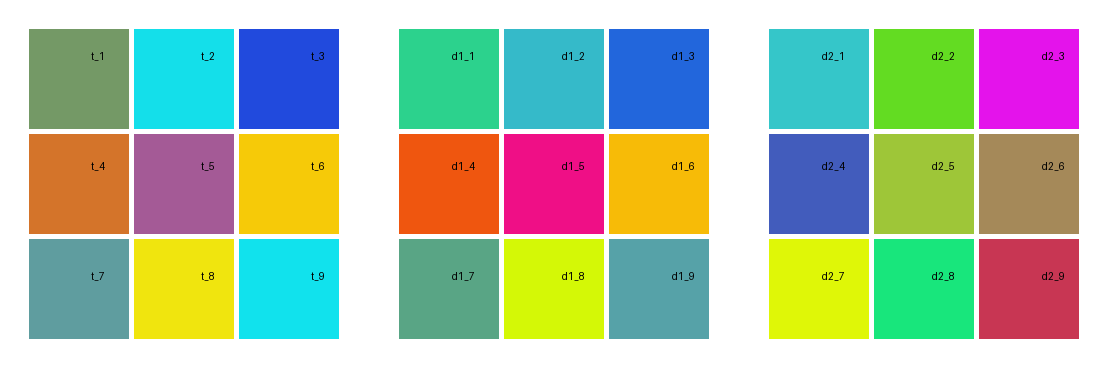 t_1 t_2 t_3 d1_1 d1_2 d1_3 d2_1 d2_2 d2_3
t_4 t_5 t_6 d1_4 d1_5 d1_6 d2_4 d2_5 d2_6
t_7 t_8 t_9 d1_7 d1_8 d1_9 d2_7 d2_8 d2_9